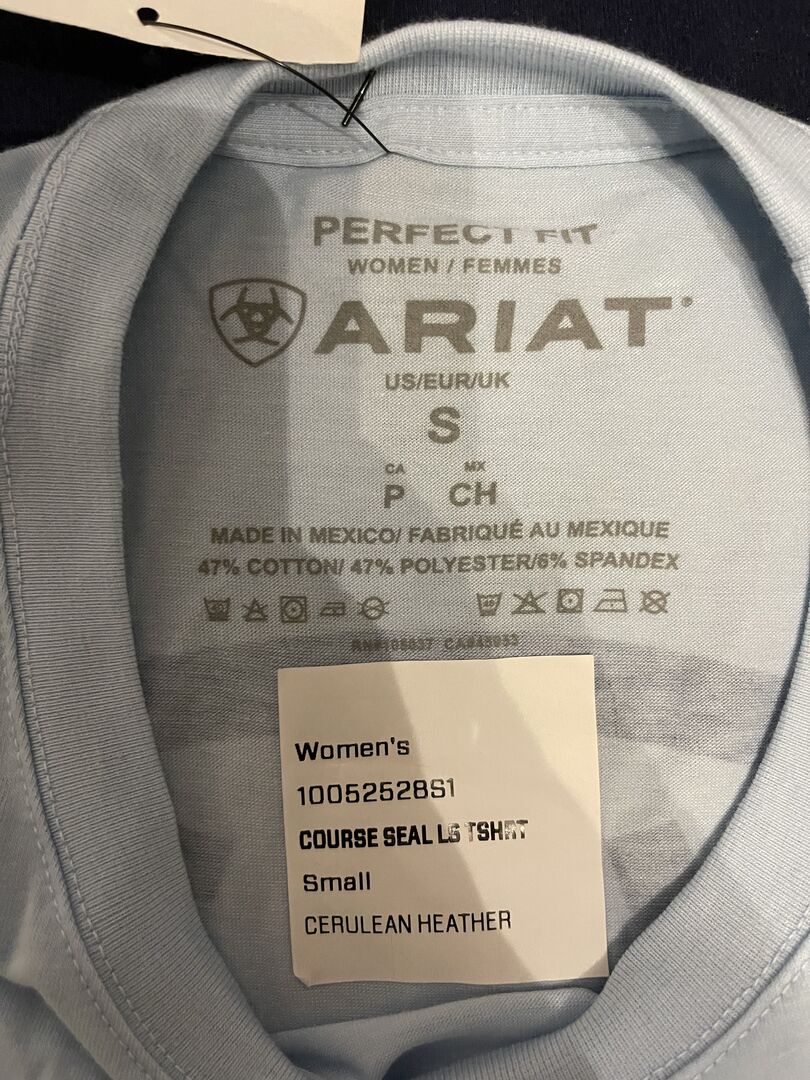 PERFECT FIT
WOMEN / FEMMES
ARIAT®
US/EUR/UK
S
CA MX
P CH
MADE IN MEXICO/ FABRIQUÉ AU MEXIQUE
47% COTTON/ 47% POLYESTER/6% SPANDEX
Women's
10052528S1
COURSE SEAL LS TSHRT
Small
CERULEAN HEATHER